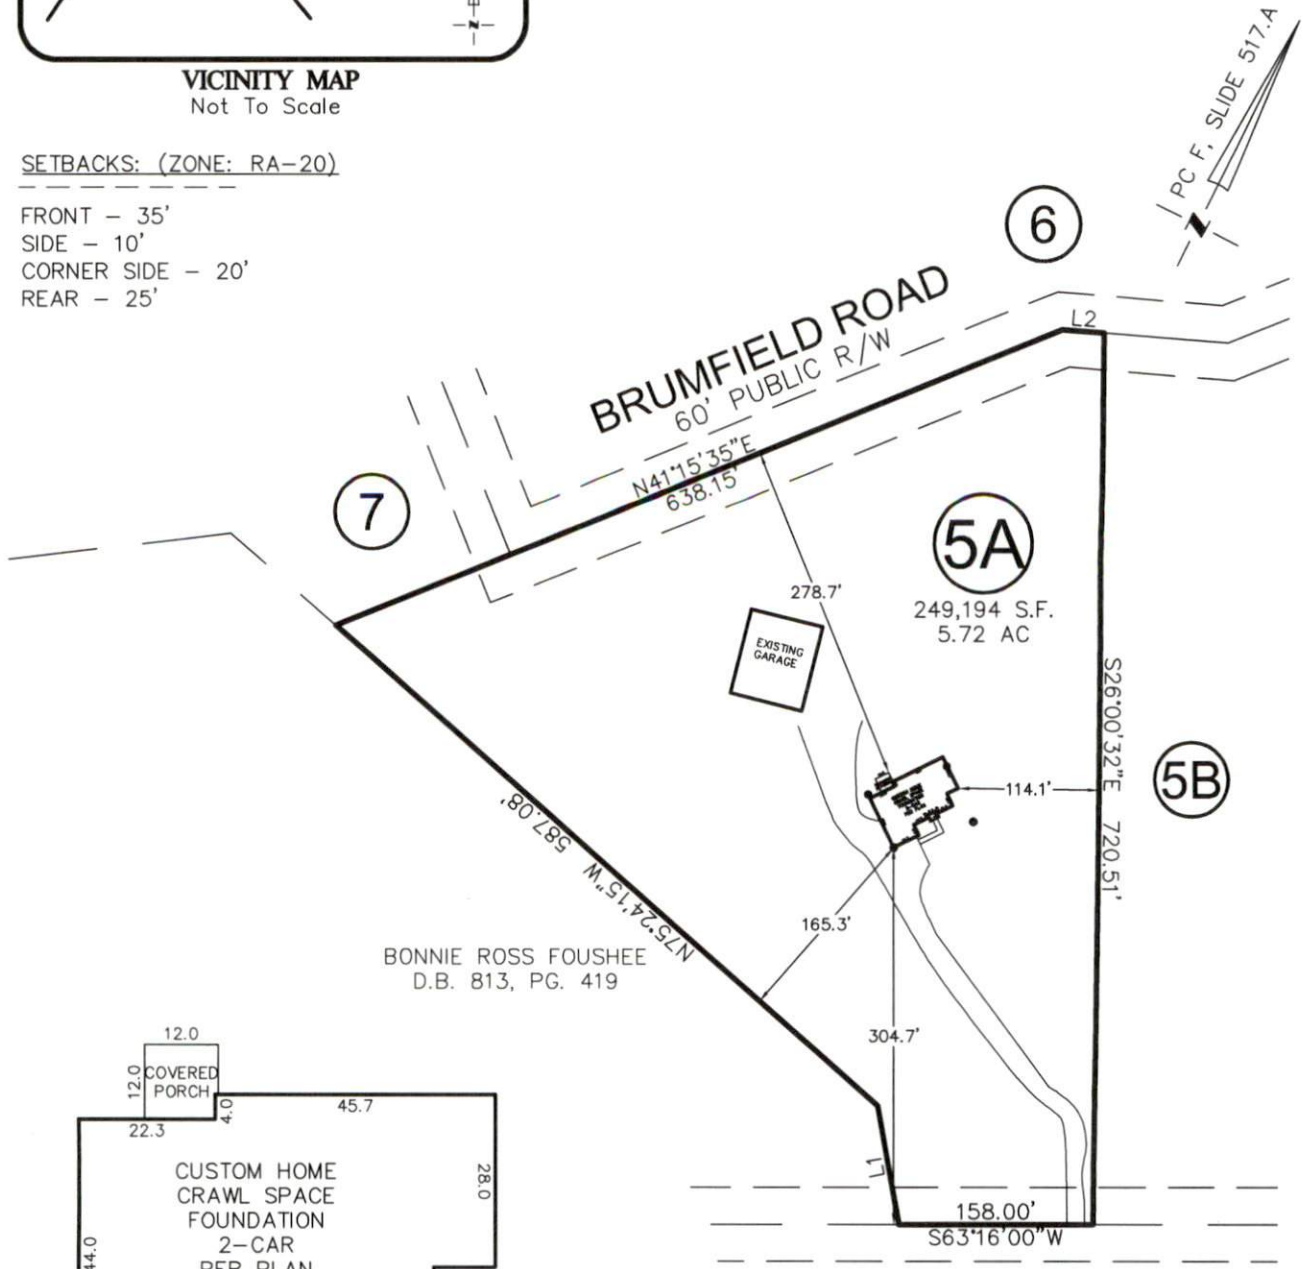 N
VICINITY MAP
Not To Scale
SETBACKS: (ZONE: RA-20)
FRONT - 35'
SIDE - 10'
CORNER SIDE - 20'
REAR - 25'
PC F, SLIDE 517.A
N
6
BRUMFIELD ROAD
60' PUBLIC R/W
L2
N41°15'35"E
638.15'
7
5A
249,194 S.F.
5.72 AC
278.7'
EXISTING
GARAGE
S26°00'32"E 720.51'
5B
114.1'
N75°24'15"W 587.08'
165.3'
BONNIE ROSS FOUSHEE
D.B. 813, PG. 419
304.7'
L1
158.00'
S63°16'00"W
12.0
12.0
COVERED
PORCH
4.0
45.7
22.3
28.0
44.0
CUSTOM HOME
CRAWL SPACE
FOUNDATION
2-CAR
PER PLAN